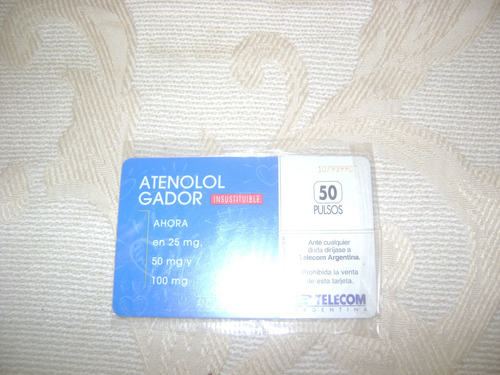 ATENOLOL
GADOR INSUSTITUIBLE
AHORA
en 25 mg.
50 mg y
100 mg
50
PULSOS
Ante cualquier
duda diríjase a
Telecom Argentina.
Prohibida la venta
de esta tarjeta.
TELECOM
ARGENTINA